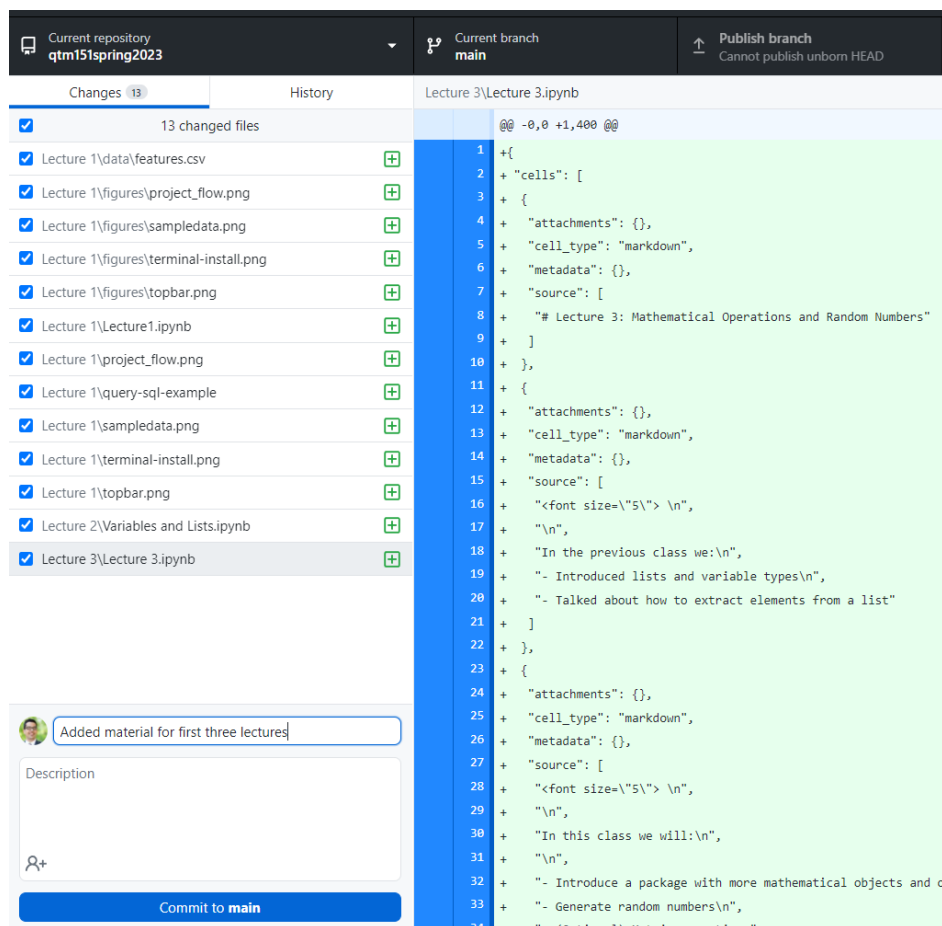 Current repository
qtm151spring2023
Current branch
main
Publish branch
Cannot publish unborn HEAD
Changes 13
History
Lecture 3\Lecture 3.ipynb
13 changed files
Lecture 1\data\features.csv
Lecture 1\figures\project_flow.png
Lecture 1\figures\sampledata.png
Lecture 1\figures\terminal-install.png
Lecture 1\figures\topbar.png
Lecture 1\Lecture1.ipynb
Lecture 1\project_flow.png
Lecture 1\query-sql-example
Lecture 1\sampledata.png
Lecture 1\terminal-install.png
Lecture 1\topbar.png
Lecture 2\Variables and Lists.ipynb
Lecture 3\Lecture 3.ipynb
Added material for first three lectures
Description
Commit to main
@@ -0,0 +1,400 @@
1 +{
2 + "cells": [
3 + {
4 + "attachments": {},
5 + "cell_type": "markdown",
6 + "metadata": {},
7 + "source": [
8 + "# Lecture 3: Mathematical Operations and Random Numbers"
9 + ]
10 + },
11 + {
12 + "attachments": {},
13 + "cell_type": "markdown",
14 + "metadata": {},
15 + "source": [
16 + "<font size=\"5\"> \n",
17 + "\n",
18 + "In the previous class we:\n",
19 + "- Introduced lists and variable types\n",
20 + "- Talked about how to extract elements from a list"
21 + ]
22 + },
23 + {
24 + "attachments": {},
25 + "cell_type": "markdown",
26 + "metadata": {},
27 + "source": [
28 + "<font size=\"5\"> \n",
29 + "\n",
30 + "In this class we will:\n",
31 + "\n",
32 + "- Introduce a package with more mathematical objects and
33 + "- Generate random numbers\n",